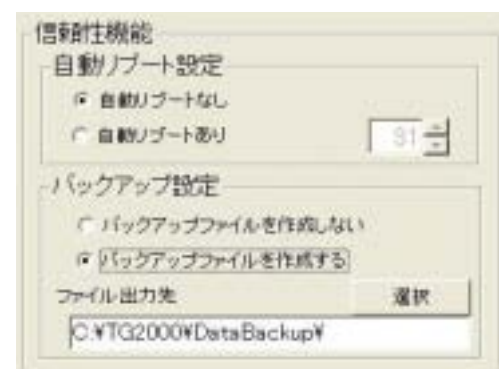 信頼性機能
自動リブート設定
自動リブートなし
自動リブートあり
31
バックアップ設定
バックアップファイルを作成しない
バックアップファイルを作成する
ファイル出力先
選択
C:¥TG2000¥DataBackup¥